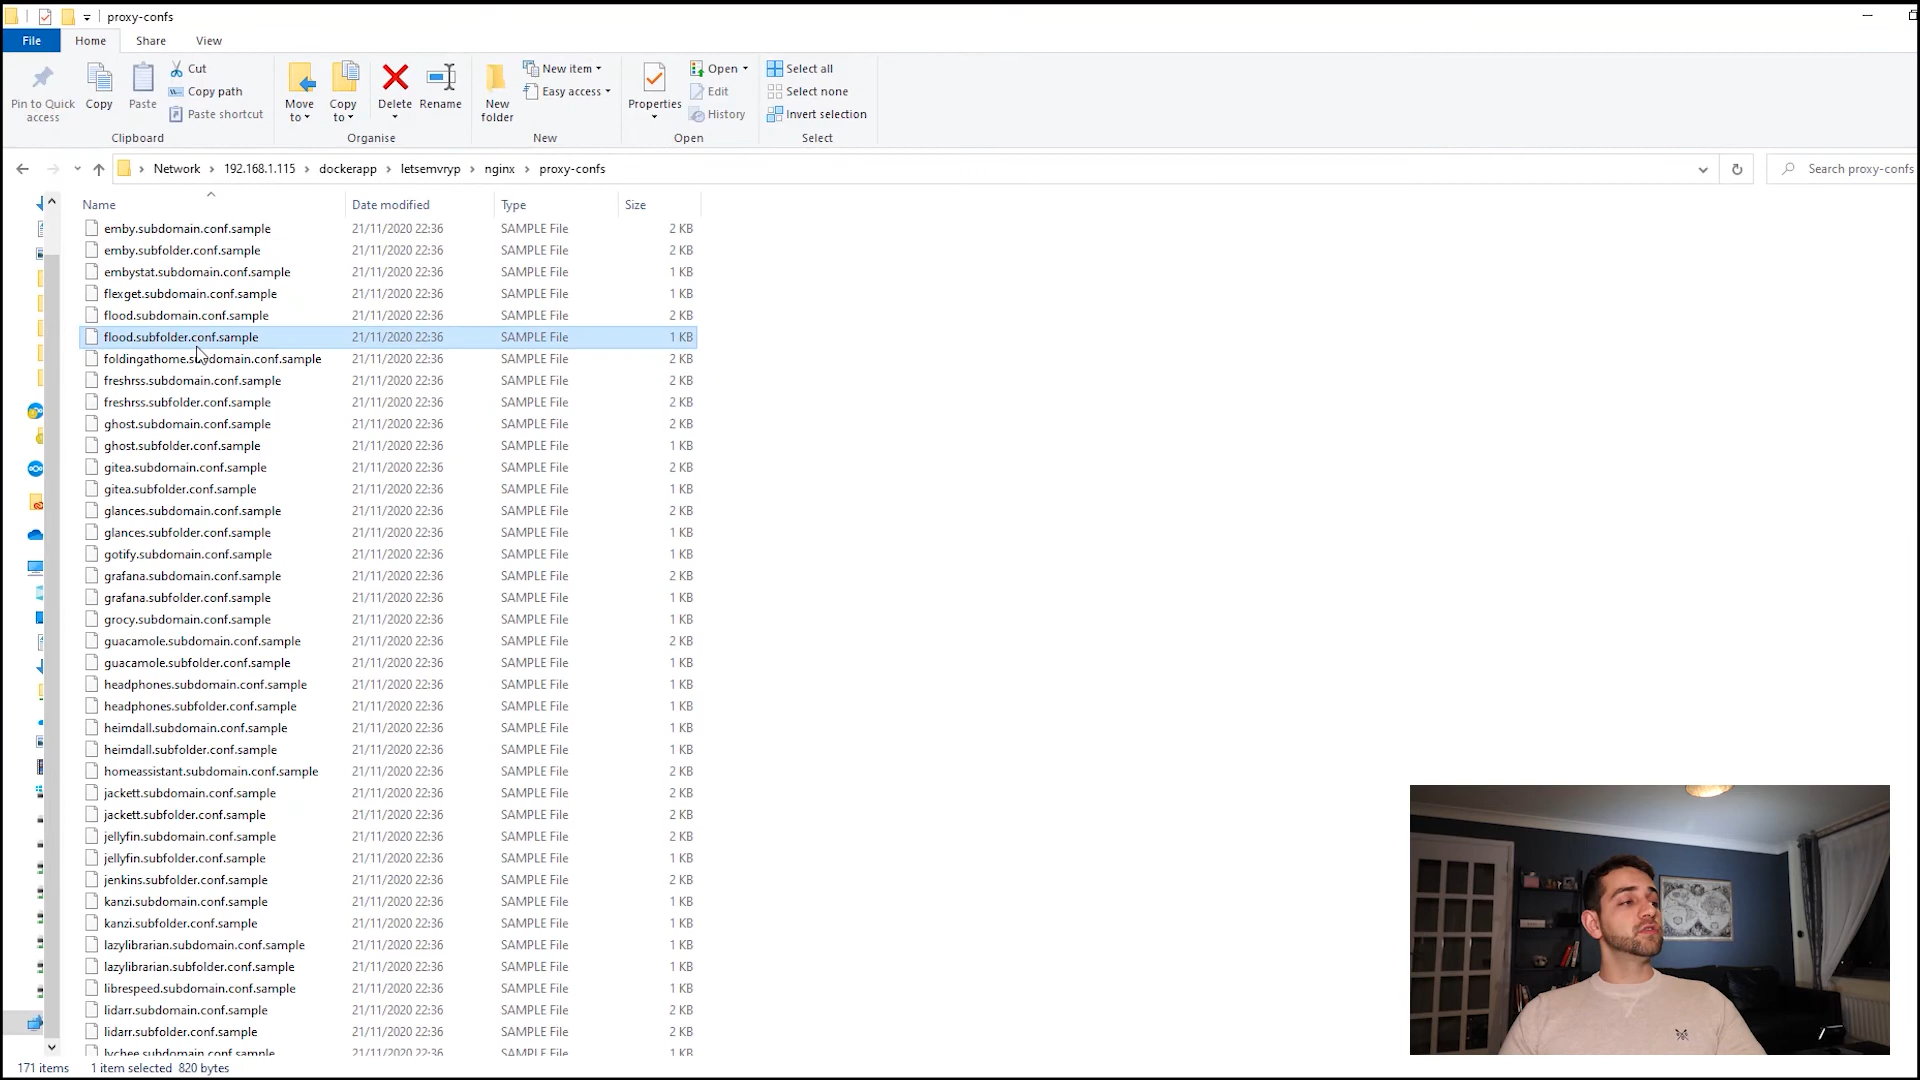 proxy-confs
File Home Share View
Pin to Quick access
Copy
Paste
Cut
Copy path
Paste shortcut
Clipboard
Move to
Copy to
Delete
Rename
Organise
New folder
New item
Easy access
New
Properties
Open
Edit
History
Open
Select all
Select none
Invert selection
Select
Network > 192.168.1.115 > dockerapp > letsemvryp > nginx > proxy-confs
Search proxy-confs
Name Date modified Type Size
emby.subdomain.conf.sample 21/11/2020 22:36 SAMPLE File 2 KB
emby.subfolder.conf.sample 21/11/2020 22:36 SAMPLE File 2 KB
embystat.subdomain.conf.sample 21/11/2020 22:36 SAMPLE File 1 KB
flexget.subdomain.conf.sample 21/11/2020 22:36 SAMPLE File 1 KB
flood.subdomain.conf.sample 21/11/2020 22:36 SAMPLE File 2 KB
flood.subfolder.conf.sample 21/11/2020 22:36 SAMPLE File 1 KB
foldingathome.subdomain.conf.sample 21/11/2020 22:36 SAMPLE File 2 KB
freshrss.subdomain.conf.sample 21/11/2020 22:36 SAMPLE File 2 KB
freshrss.subfolder.conf.sample 21/11/2020 22:36 SAMPLE File 2 KB
ghost.subdomain.conf.sample 21/11/2020 22:36 SAMPLE File 2 KB
ghost.subfolder.conf.sample 21/11/2020 22:36 SAMPLE File 1 KB
gitea.subdomain.conf.sample 21/11/2020 22:36 SAMPLE File 2 KB
gitea.subfolder.conf.sample 21/11/2020 22:36 SAMPLE File 1 KB
glances.subdomain.conf.sample 21/11/2020 22:36 SAMPLE File 2 KB
glances.subfolder.conf.sample 21/11/2020 22:36 SAMPLE File 1 KB
gotify.subdomain.conf.sample 21/11/2020 22:36 SAMPLE File 1 KB
grafana.subdomain.conf.sample 21/11/2020 22:36 SAMPLE File 2 KB
grafana.subfolder.conf.sample 21/11/2020 22:36 SAMPLE File 1 KB
grocy.subdomain.conf.sample 21/11/2020 22:36 SAMPLE File 2 KB
guacamole.subdomain.conf.sample 21/11/2020 22:36 SAMPLE File 2 KB
guacamole.subfolder.conf.sample 21/11/2020 22:36 SAMPLE File 1 KB
headphones.subdomain.conf.sample 21/11/2020 22:36 SAMPLE File 2 KB
headphones.subfolder.conf.sample 21/11/2020 22:36 SAMPLE File 1 KB
heimdall.subdomain.conf.sample 21/11/2020 22:36 SAMPLE File 1 KB
heimdall.subfolder.conf.sample 21/11/2020 22:36 SAMPLE File 1 KB
homeassistant.subdomain.conf.sample 21/11/2020 22:36 SAMPLE File 2 KB
jackett.subdomain.conf.sample 21/11/2020 22:36 SAMPLE File 2 KB
jackett.subfolder.conf.sample 21/11/2020 22:36 SAMPLE File 2 KB
jellyfin.subdomain.conf.sample 21/11/2020 22:36 SAMPLE File 2 KB
jellyfin.subfolder.conf.sample 21/11/2020 22:36 SAMPLE File 1 KB
jenkins.subfolder.conf.sample 21/11/2020 22:36 SAMPLE File 1 KB
kanzi.subdomain.conf.sample 21/11/2020 22:36 SAMPLE File 1 KB
kanzi.subfolder.conf.sample 21/11/2020 22:36 SAMPLE File 1 KB
lazylibrarian.subdomain.conf.sample 21/11/2020 22:36 SAMPLE File 2 KB
lazylibrarian.subfolder.conf.sample 21/11/2020 22:36 SAMPLE File 1 KB
librespeed.subdomain.conf.sample 21/11/2020 22:36 SAMPLE File 1 KB
lidarr.subdomain.conf.sample 21/11/2020 22:36 SAMPLE File 2 KB
lidarr.subfolder.conf.sample 21/11/2020 22:36 SAMPLE File 2 KB
lychee.subdomain.conf.sample 21/11/2020 22:36 SAMPLE File 1 KB
171 items 1 item selected 820 bytes